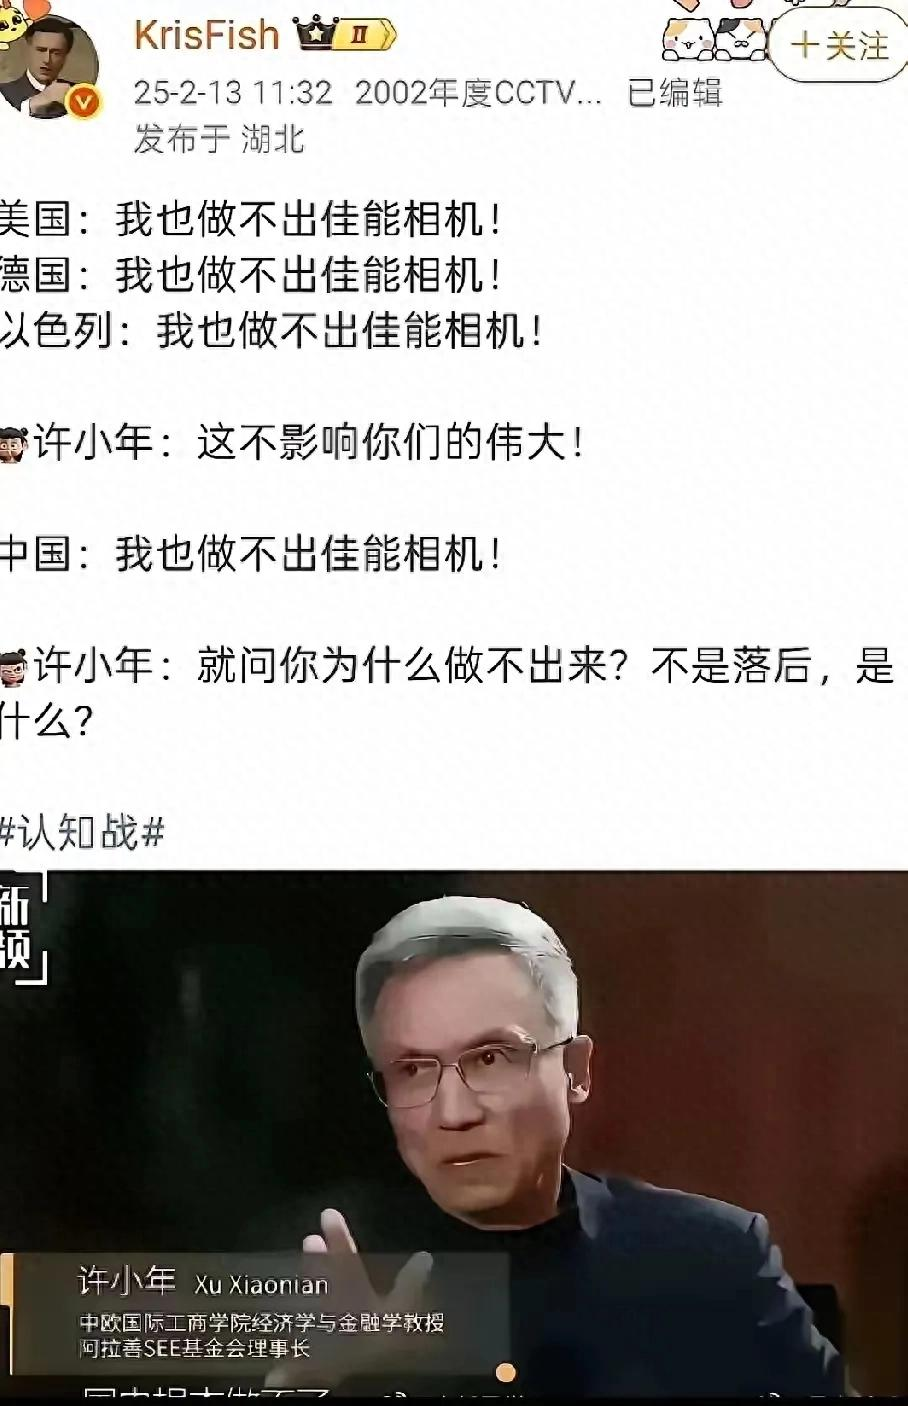 KrisFish II
+关注
25-2-13 11:32 2002年度CCTV... 已编辑
发布于 湖北
美国：我也做不出佳能相机！
德国：我也做不出佳能相机！
以色列：我也做不出佳能相机！
许小年：这不影响你们的伟大！
中国：我也做不出佳能相机！
许小年：就问你为什么做不出来？不是落后，是
什么？
#认知战#
新
颜
许小年 Xu Xiaonian
中欧国际工商学院经济学与金融学教授
阿拉善SEE基金会理事长